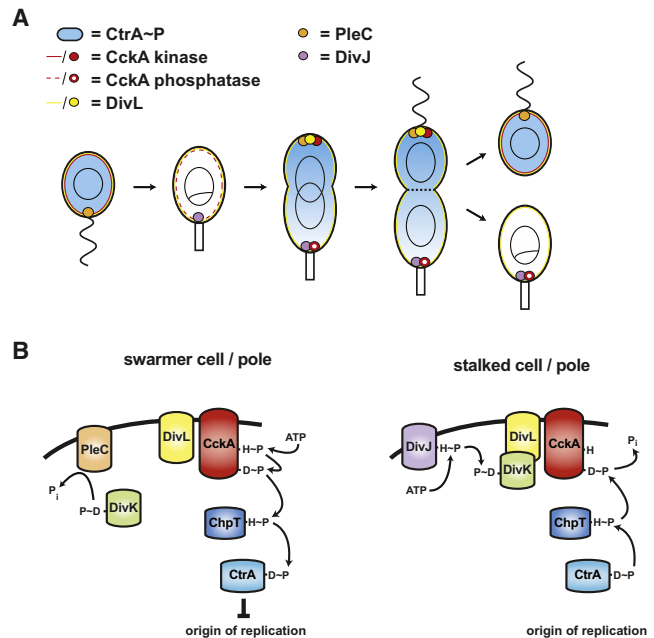 A
= CtrA~P
= PleC
—/ = CckA kinase
= DivJ
---/ = CckA phosphatase
—/ = DivL
B
swarmer cell / pole
stalked cell / pole
PleC
DivL
CckA
H~P
ATP
D~P
Pi
P~D
DivK
ChpT
H~P
CtrA
D~P
origin of replication
DivJ
H~P
ATP
P~D
DivL
DivK
CckA
H
D~P
Pi
ChpT
H~P
CtrA
D~P
origin of replication